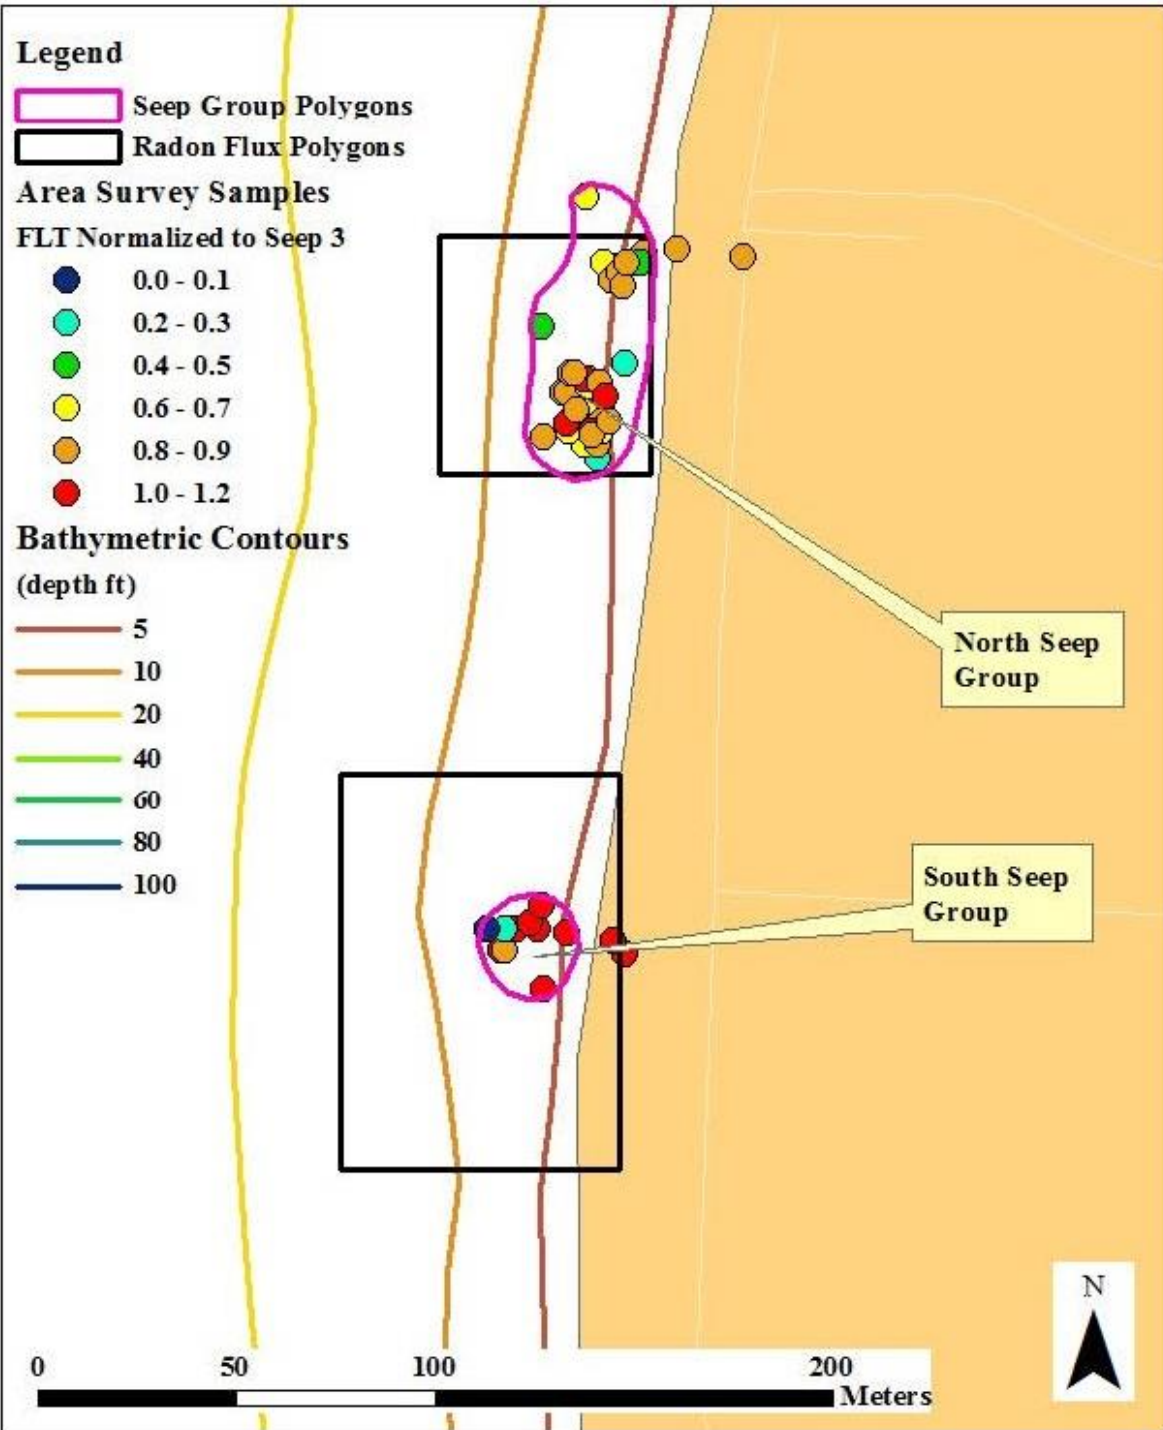 Legend
Seep Group Polygons
Radon Flux Polygons
Area Survey Samples
FLT Normalized to Seep 3
0.0 - 0.1
0.2 - 0.3
0.4 - 0.5
0.6 - 0.7
0.8 - 0.9
1.0 - 1.2
Bathymetric Contours
(depth ft)
5
10
20
40
60
80
100
North Seep
Group
South Seep
Group
N
0 50 100 200
Meters